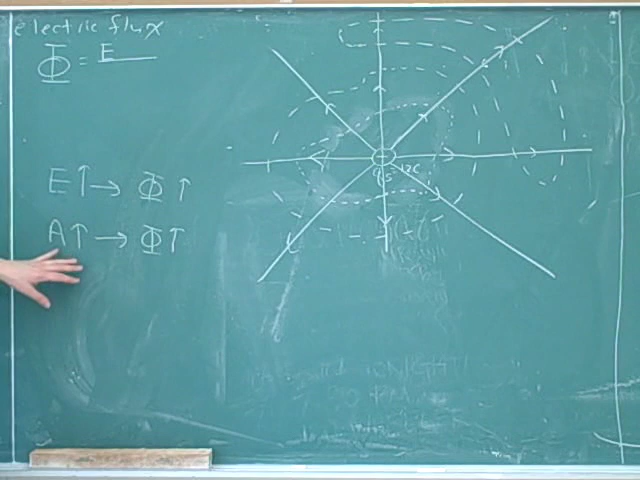 electric flux
Φ = E
E ↑ → Φ ↑
A ↑ → Φ ↑